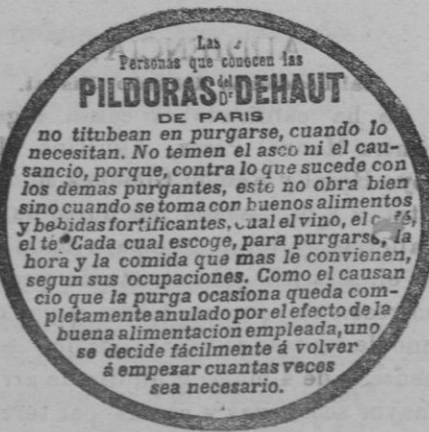 Las
Personas que conocen las
PILDORAS del Dr. DEHAUT
DE PARIS
no titubean en purgarse, cuando lo
necesitan. No temen el asco ni el cau-
sancio, porque, contra lo que sucede con
los demas purgantes, este no obra bien
sino cuando se toma con buenos alimentos
y bebidas fortificantes, cual el vino, el café,
el té. Cada cual escoge, para purgarse, la
hora y la comida que mas le convienen,
segun sus ocupaciones. Como el causan
cio que la purga ocasiona queda com-
pletamente anulado por el efecto de la
buena alimentacion empleada, uno
se decide fácilmente á volver
á empezar cuantas veces
sea necesario.